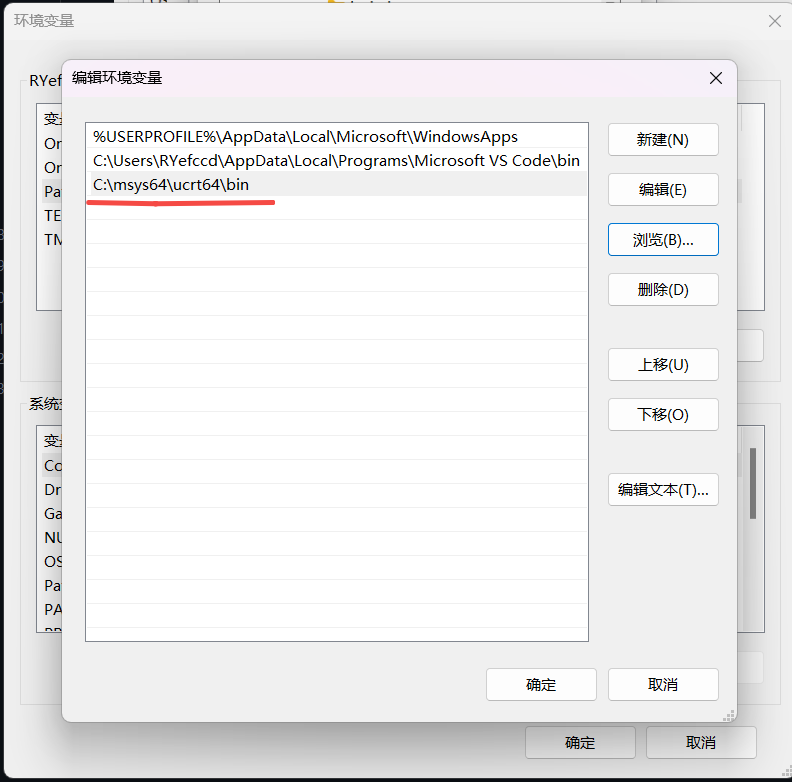 环境变量
RYef
编辑环境变量
变
Or
Or
Pa
TE
TM
%USERPROFILE%\AppData\Local\Microsoft\WindowsApps
C:\Users\RYefccd\AppData\Local\Programs\Microsoft VS Code\bin
C:\msys64\ucrt64\bin
新建(N)
编辑(E)
浏览(B)...
删除(D)
上移(U)
下移(O)
编辑文本(T)...
系统
变
Co
Dr
Ga
NU
OS
Pa
PA
确定
取消
确定
取消